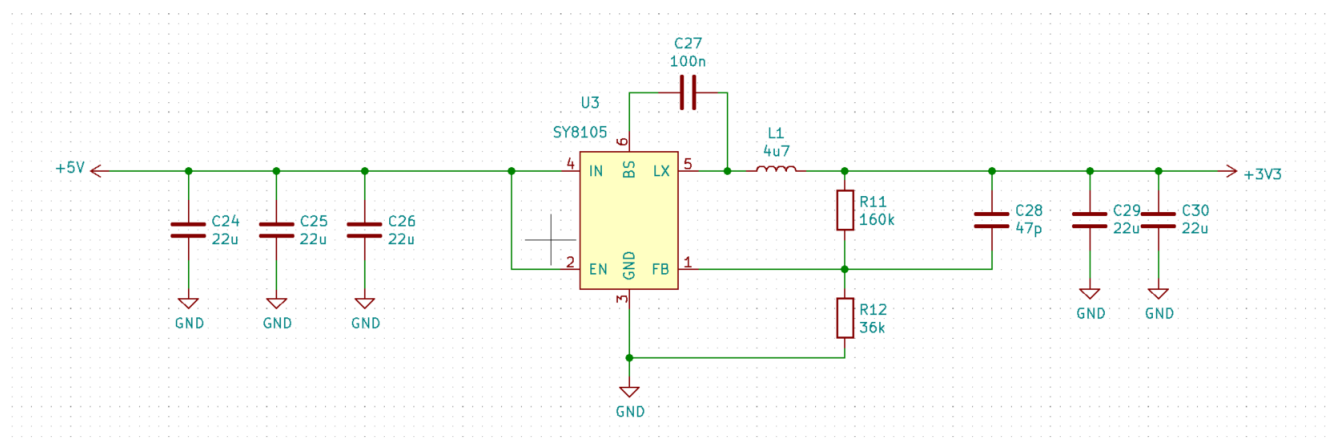 C27
100n
U3
SY8105
6
L1
4u7
+5V
4
IN
BS
LX
5
+3V3
C24
22u
C25
22u
C26
22u
R11
160k
C28
47p
C29
22u
C30
22u
2
EN
GND
FB
1
3
R12
36k
GND
GND
GND
GND
GND
GND